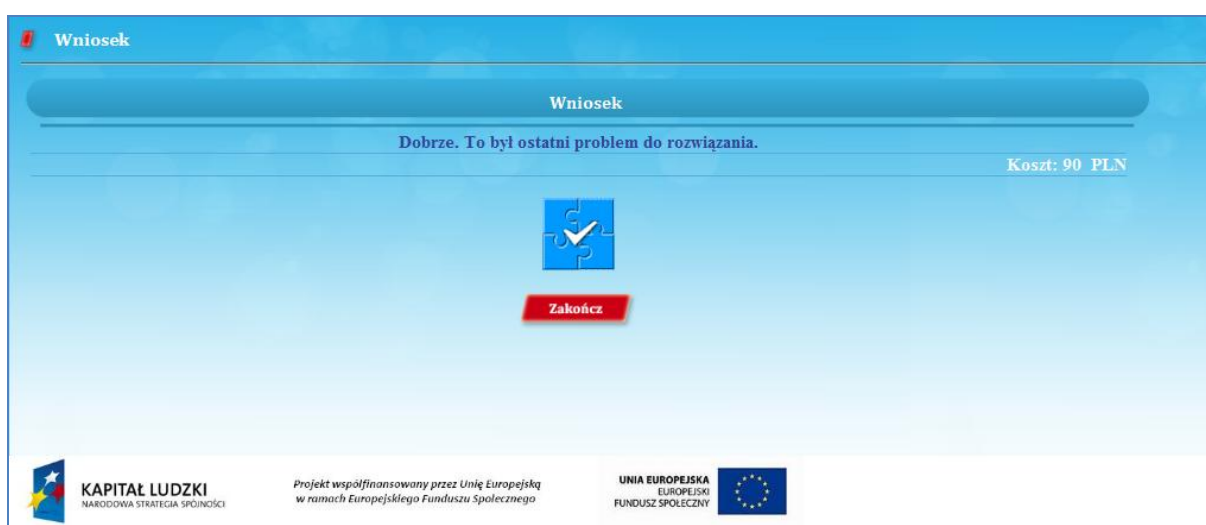 Wniosek
Wniosek
Dobrze. To był ostatni problem do rozwiązania.
Koszt: 90 PLN
Zakończ
KAPITAŁ LUDZKI
NARODOWA STRATEGIA SPÓJNOŚCI
Projekt współfinansowany przez Unię Europejską
w ramach Europejskiego Funduszu Społecznego
UNIA EUROPEJSKA
EUROPEJSKI
FUNDUSZ SPOŁECZNY